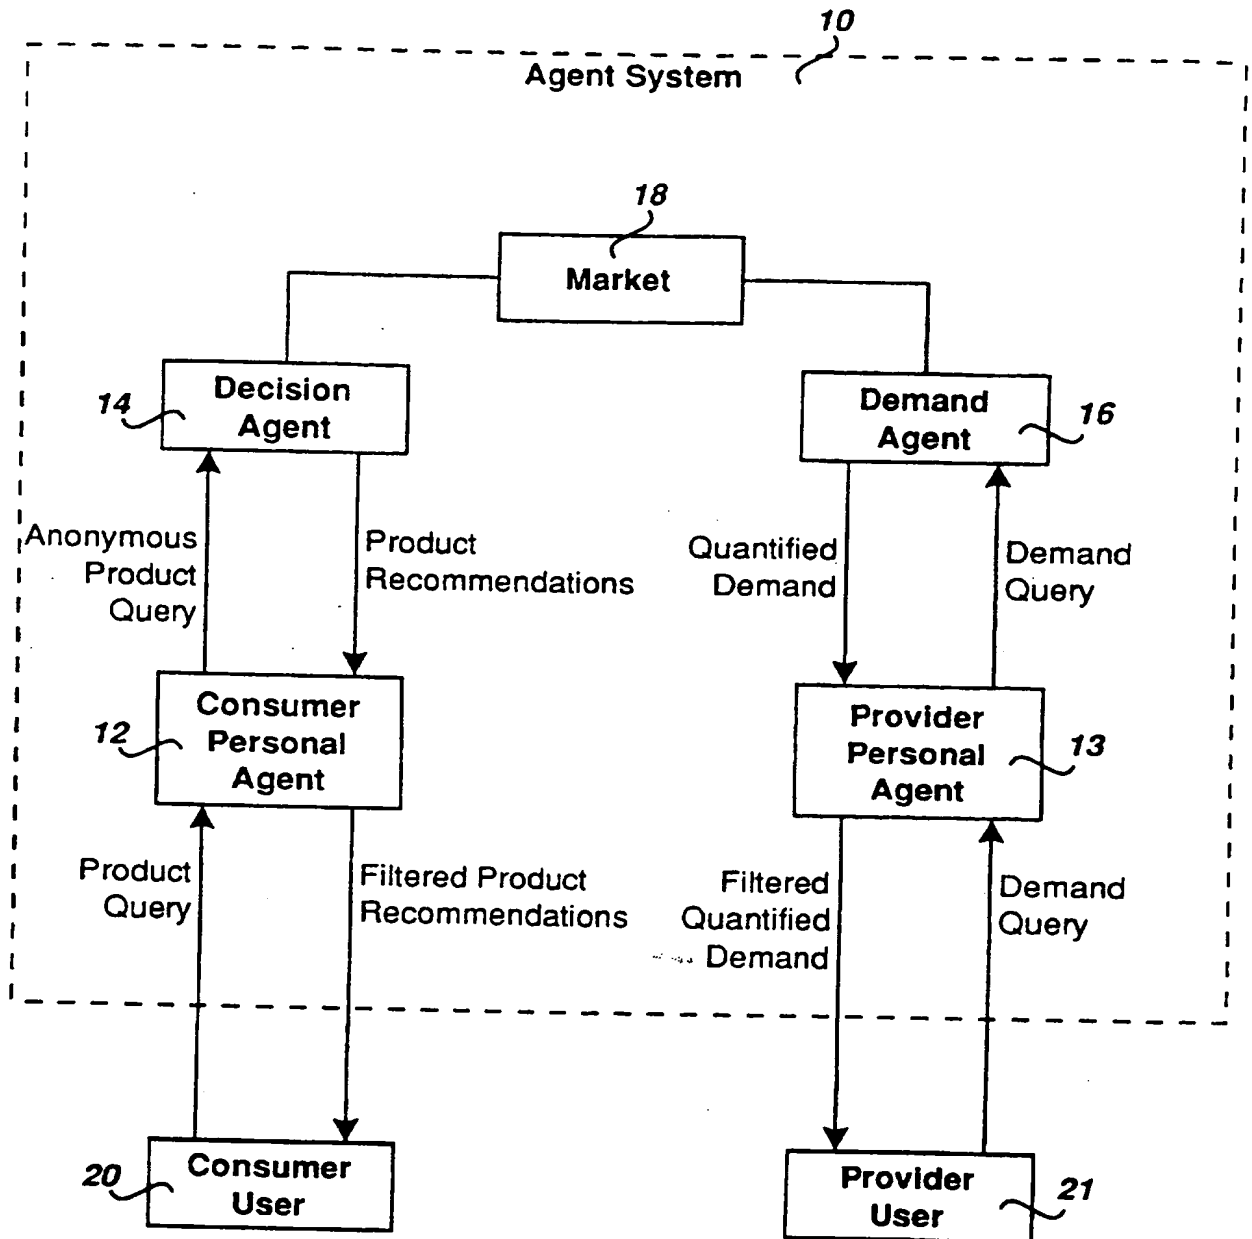 10
Agent System
18
Market
Decision
Agent
14
Demand
Agent
16
Anonymous
Product
Query
Product
Recommendations
Quantified
Demand
Demand
Query
Consumer
Personal
Agent
12
Provider
Personal
Agent
13
Product
Query
Filtered Product
Recommendations
Filtered
Quantified
Demand
Demand
Query
Consumer
User
20
Provider
User
21